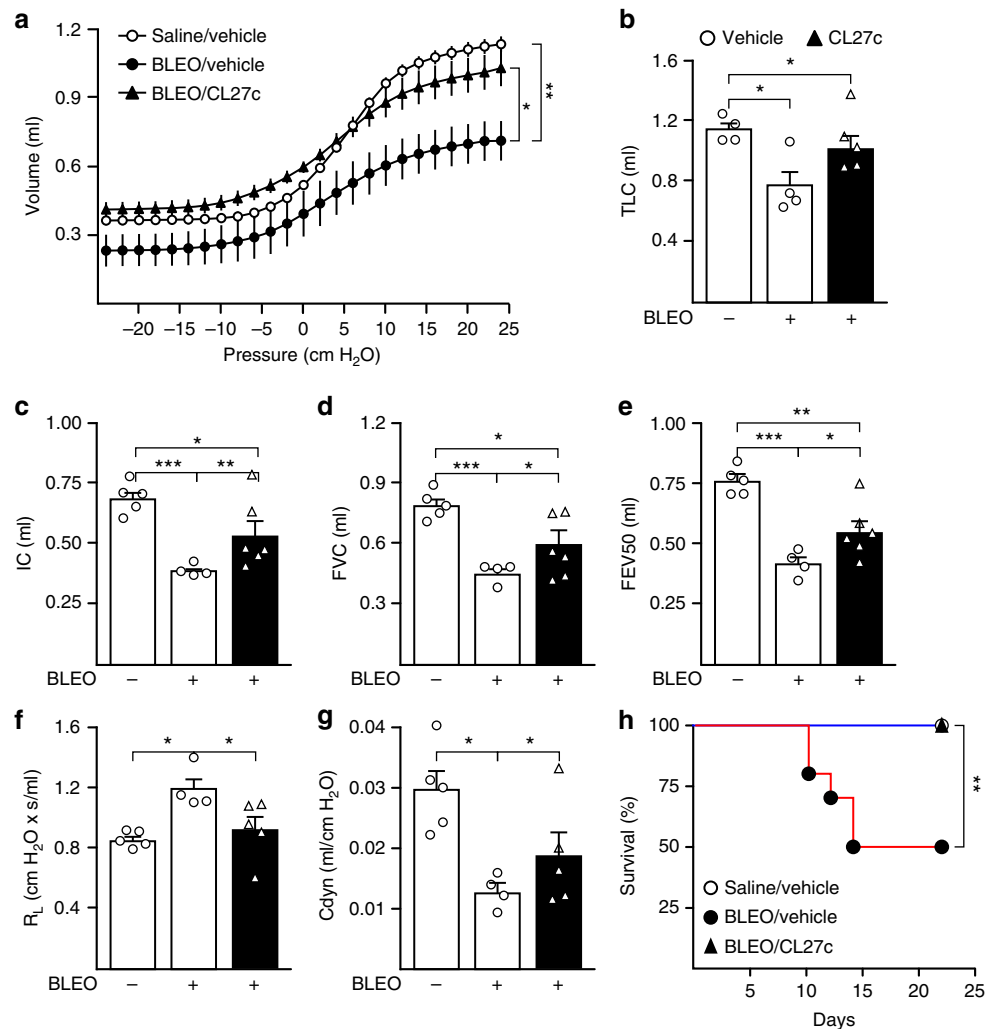 a
1.2
0.9
0.6
0.3
Volume (ml)
Saline/vehicle
BLEO/vehicle
BLEO/CL27c
* **
–20 –15 –10 –5 0 5 10 15 20 25
Pressure (cm H2O)
b
Vehicle CL27c
1.6
1.2
0.8
0.4
TLC (ml)
*
*
BLEO – + +
c
1.00
0.75
0.50
0.25
IC (ml)
*
*** **
BLEO – + +
d
1.2
0.9
0.6
0.3
FVC (ml)
*
*** *
BLEO – + +
e
1.00
0.75
0.50
0.25
FEV50 (ml)
**
*** *
BLEO – + +
f
1.6
1.2
0.8
0.4
RL (cm H2O x s/ml)
* *
BLEO – + +
g
0.04
0.03
0.02
0.01
Cdyn (ml/cm H2O)
* *
BLEO – + +
h
100
75
50
25
Survival (%)
**
Saline/vehicle
BLEO/vehicle
BLEO/CL27c
5 10 15 20 25
Days